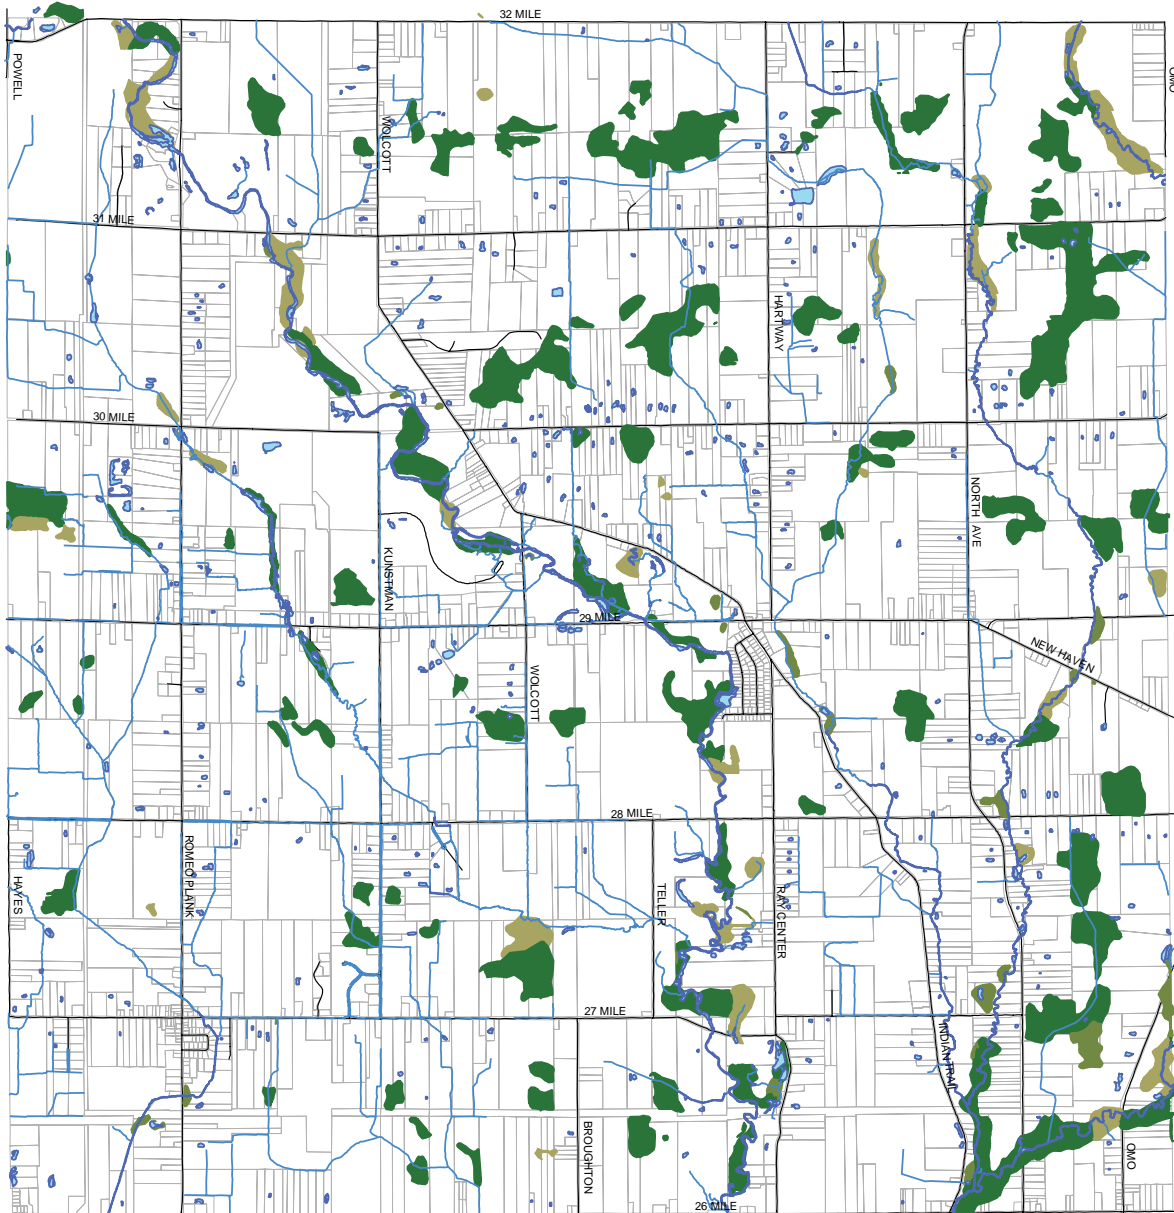 32 MILE
POWELL
OMO
WOLCOTT
31 MILE
HARTWAY
30 MILE
NORTH AVE
KUNSTMAN
29 MILE
NEW HAVEN
WOLCOTT
28 MILE
ROMEO PLANK
HAYES
TELLER
RAY CENTER
27 MILE
INDIAN TRAIL
BROUGHTON
OMO
26 MILE